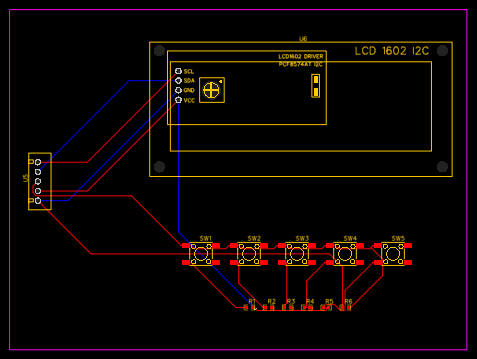 U6
LCD 1602 I2C
LCD1602 DRIVER
PCF8574AT I2C
SCL
SDA
GND
VCC
U5
SW1 SW2 SW3 SW4 SW5
R1 R2 R3 R4 R5 R6